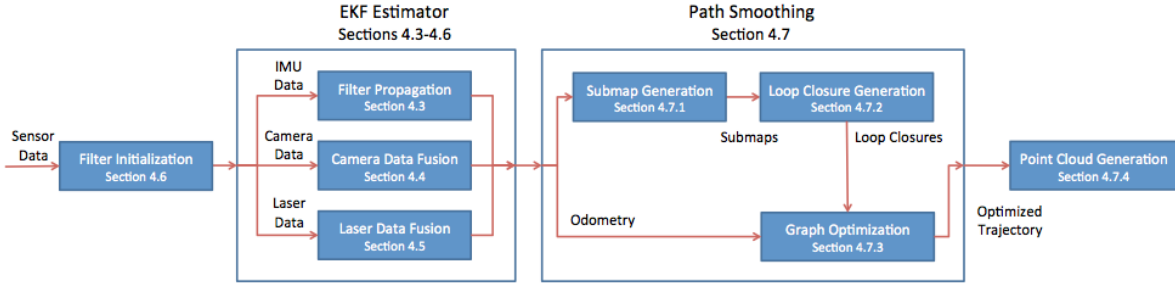 EKF Estimator
Sections 4.3-4.6
Path Smoothing
Section 4.7
Sensor
Data
Filter Initialization
Section 4.6
IMU
Data
Filter Propagation
Section 4.3
Camera
Data
Camera Data Fusion
Section 4.4
Laser
Data
Laser Data Fusion
Section 4.5
Submap Generation
Section 4.7.1
Submaps
Loop Closure Generation
Section 4.7.2
Loop Closures
Odometry
Graph Optimization
Section 4.7.3
Optimized
Trajectory
Point Cloud Generation
Section 4.7.4